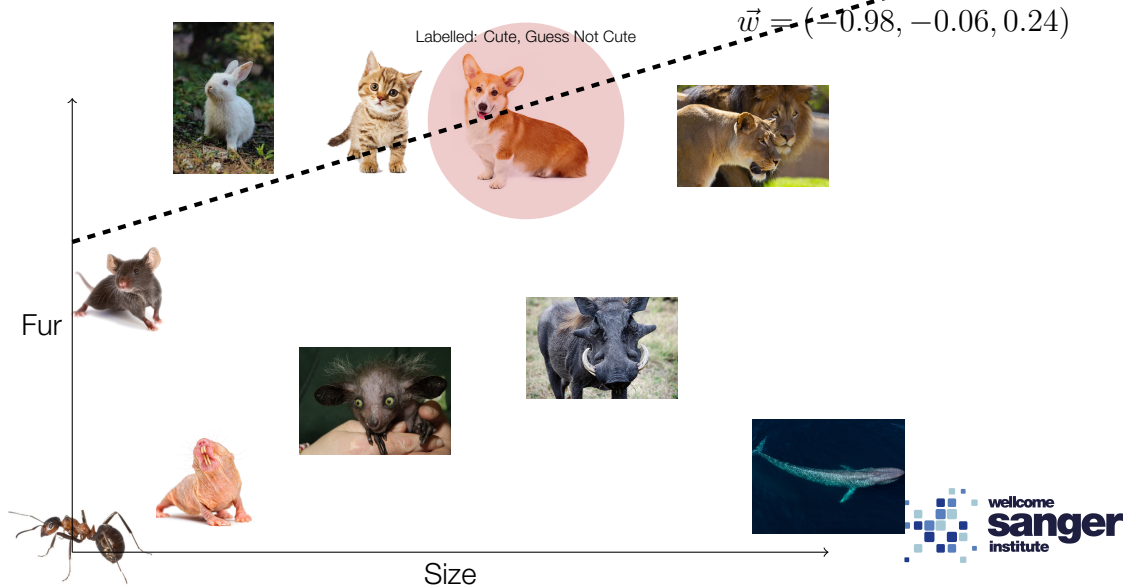 w⃗ = (−0.98, −0.06, 0.24)
Labelled: Cute, Guess Not Cute
Fur
Size
wellcome
sanger
institute